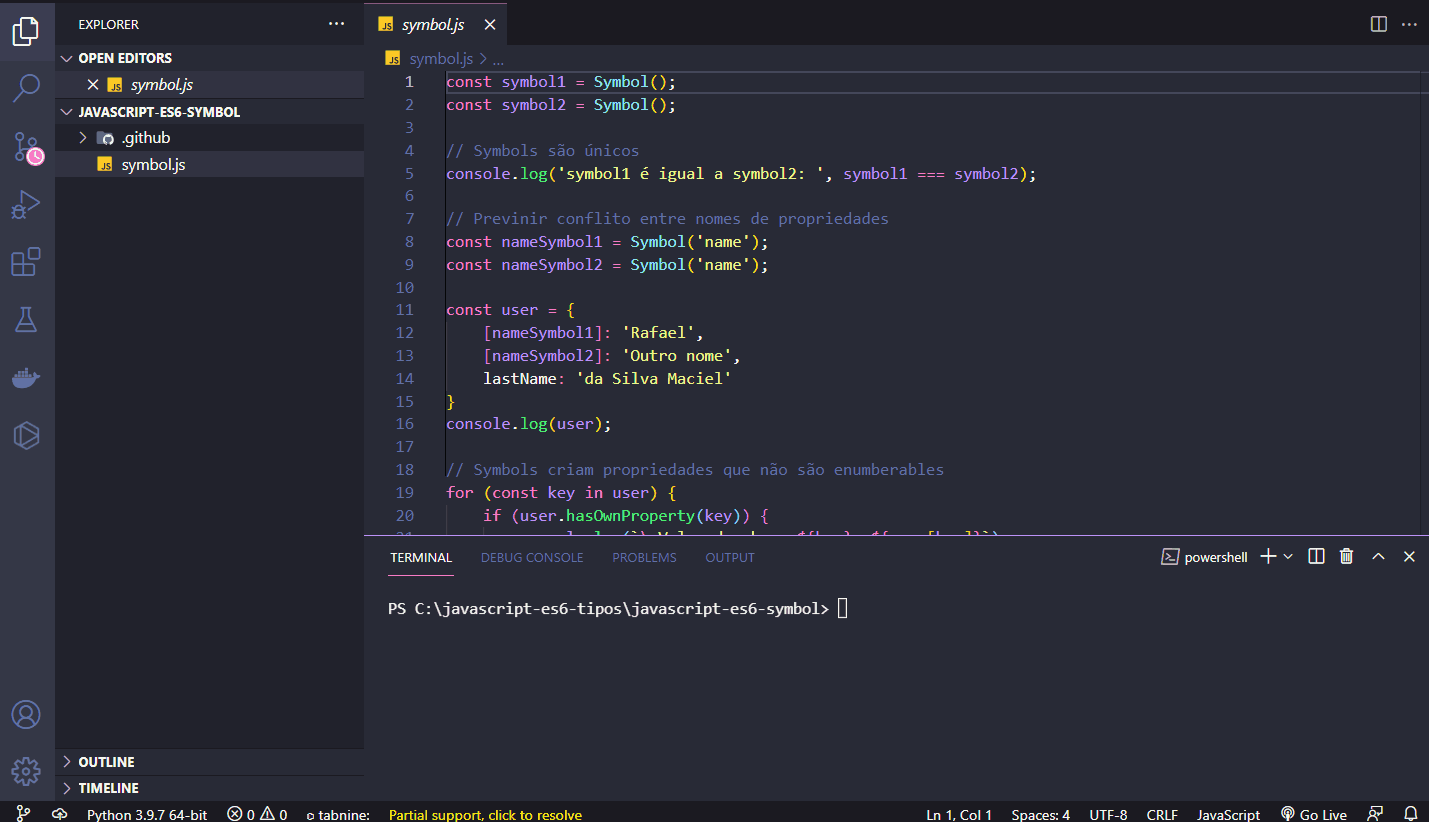 EXPLORER
OPEN EDITORS
JS symbol.js
JAVASCRIPT-ES6-SYMBOL
.github
JS symbol.js
OUTLINE
TIMELINE
JS symbol.js
JS symbol.js > ...
1 const symbol1 = Symbol();
2 const symbol2 = Symbol();
3
4 // Symbols são únicos
5 console.log('symbol1 é igual a symbol2: ', symbol1 === symbol2);
6
7 // Previnir conflito entre nomes de propriedades
8 const nameSymbol1 = Symbol('name');
9 const nameSymbol2 = Symbol('name');
10
11 const user = {
12 [nameSymbol1]: 'Rafael',
13 [nameSymbol2]: 'Outro nome',
14 lastName: 'da Silva Maciel'
15 }
16 console.log(user);
17
18 // Symbols criam propriedades que não são enumberables
19 for (const key in user) {
20 if (user.hasOwnProperty(key)) {
TERMINAL DEBUG CONSOLE PROBLEMS OUTPUT powershell
PS C:\javascript-es6-tipos\javascript-es6-symbol>
Python 3.9.7 64-bit 0 0 tabnine: Partial support, click to resolve Ln 1, Col 1 Spaces: 4 UTF-8 CRLF JavaScript Go Live